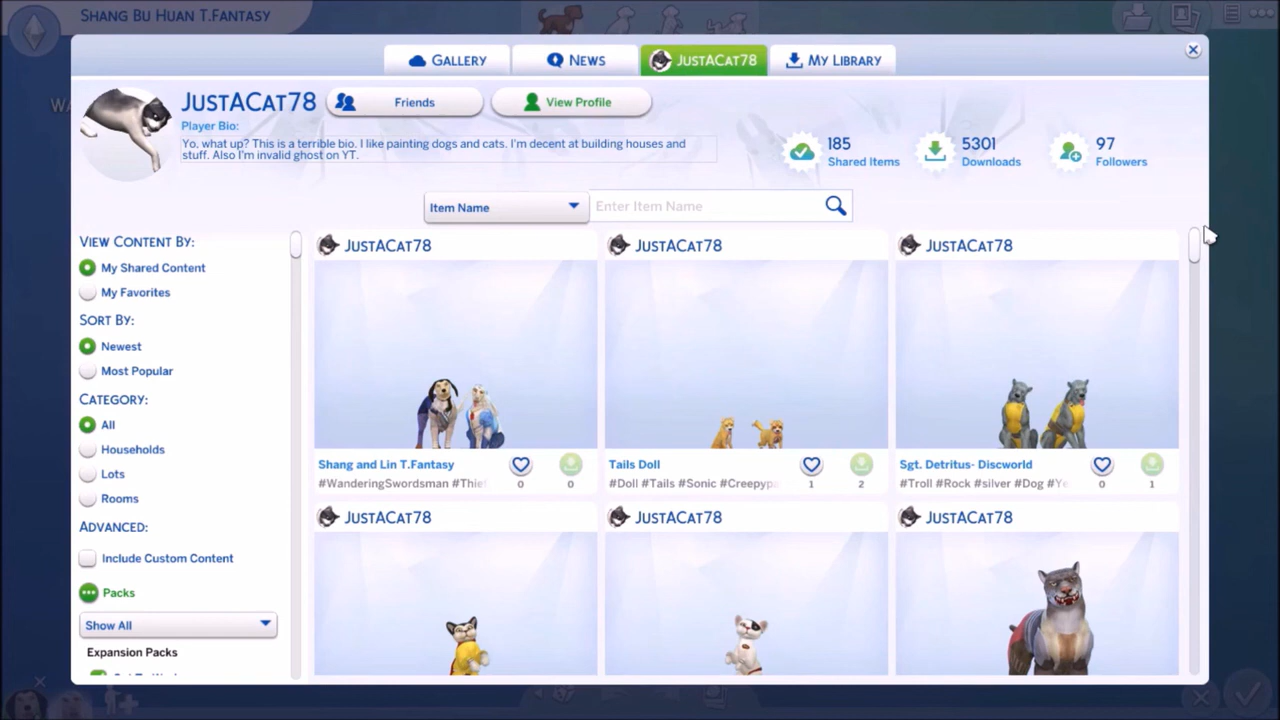 SHANG BU HUAN T.FANTASY
GALLERY
NEWS
JUSTACAT78
MY LIBRARY
JUSTACAT78
Friends
View Profile
Player Bio:
Yo. what up? This is a terrible bio. I like painting dogs and cats. I'm decent at building houses and
stuff. Also I'm invalid ghost on YT.
185
Shared Items
5301
Downloads
97
Followers
Item Name
Enter Item Name
VIEW CONTENT BY:
My Shared Content
My Favorites
SORT BY:
Newest
Most Popular
CATEGORY:
All
Households
Lots
Rooms
ADVANCED:
Include Custom Content
Packs
Show All
Expansion Packs
JUSTACAT78
JUSTACAT78
JUSTACAT78
Shang and Lin T.Fantasy
0
0
#WanderingSwordsman #Thief
Tails Doll
1
2
#Doll #Tails #Sonic #Creepypa
Sgt. Detritus- Discworld
0
1
#Troll #Rock #silver #Dog #Ye
JUSTACAT78
JUSTACAT78
JUSTACAT78